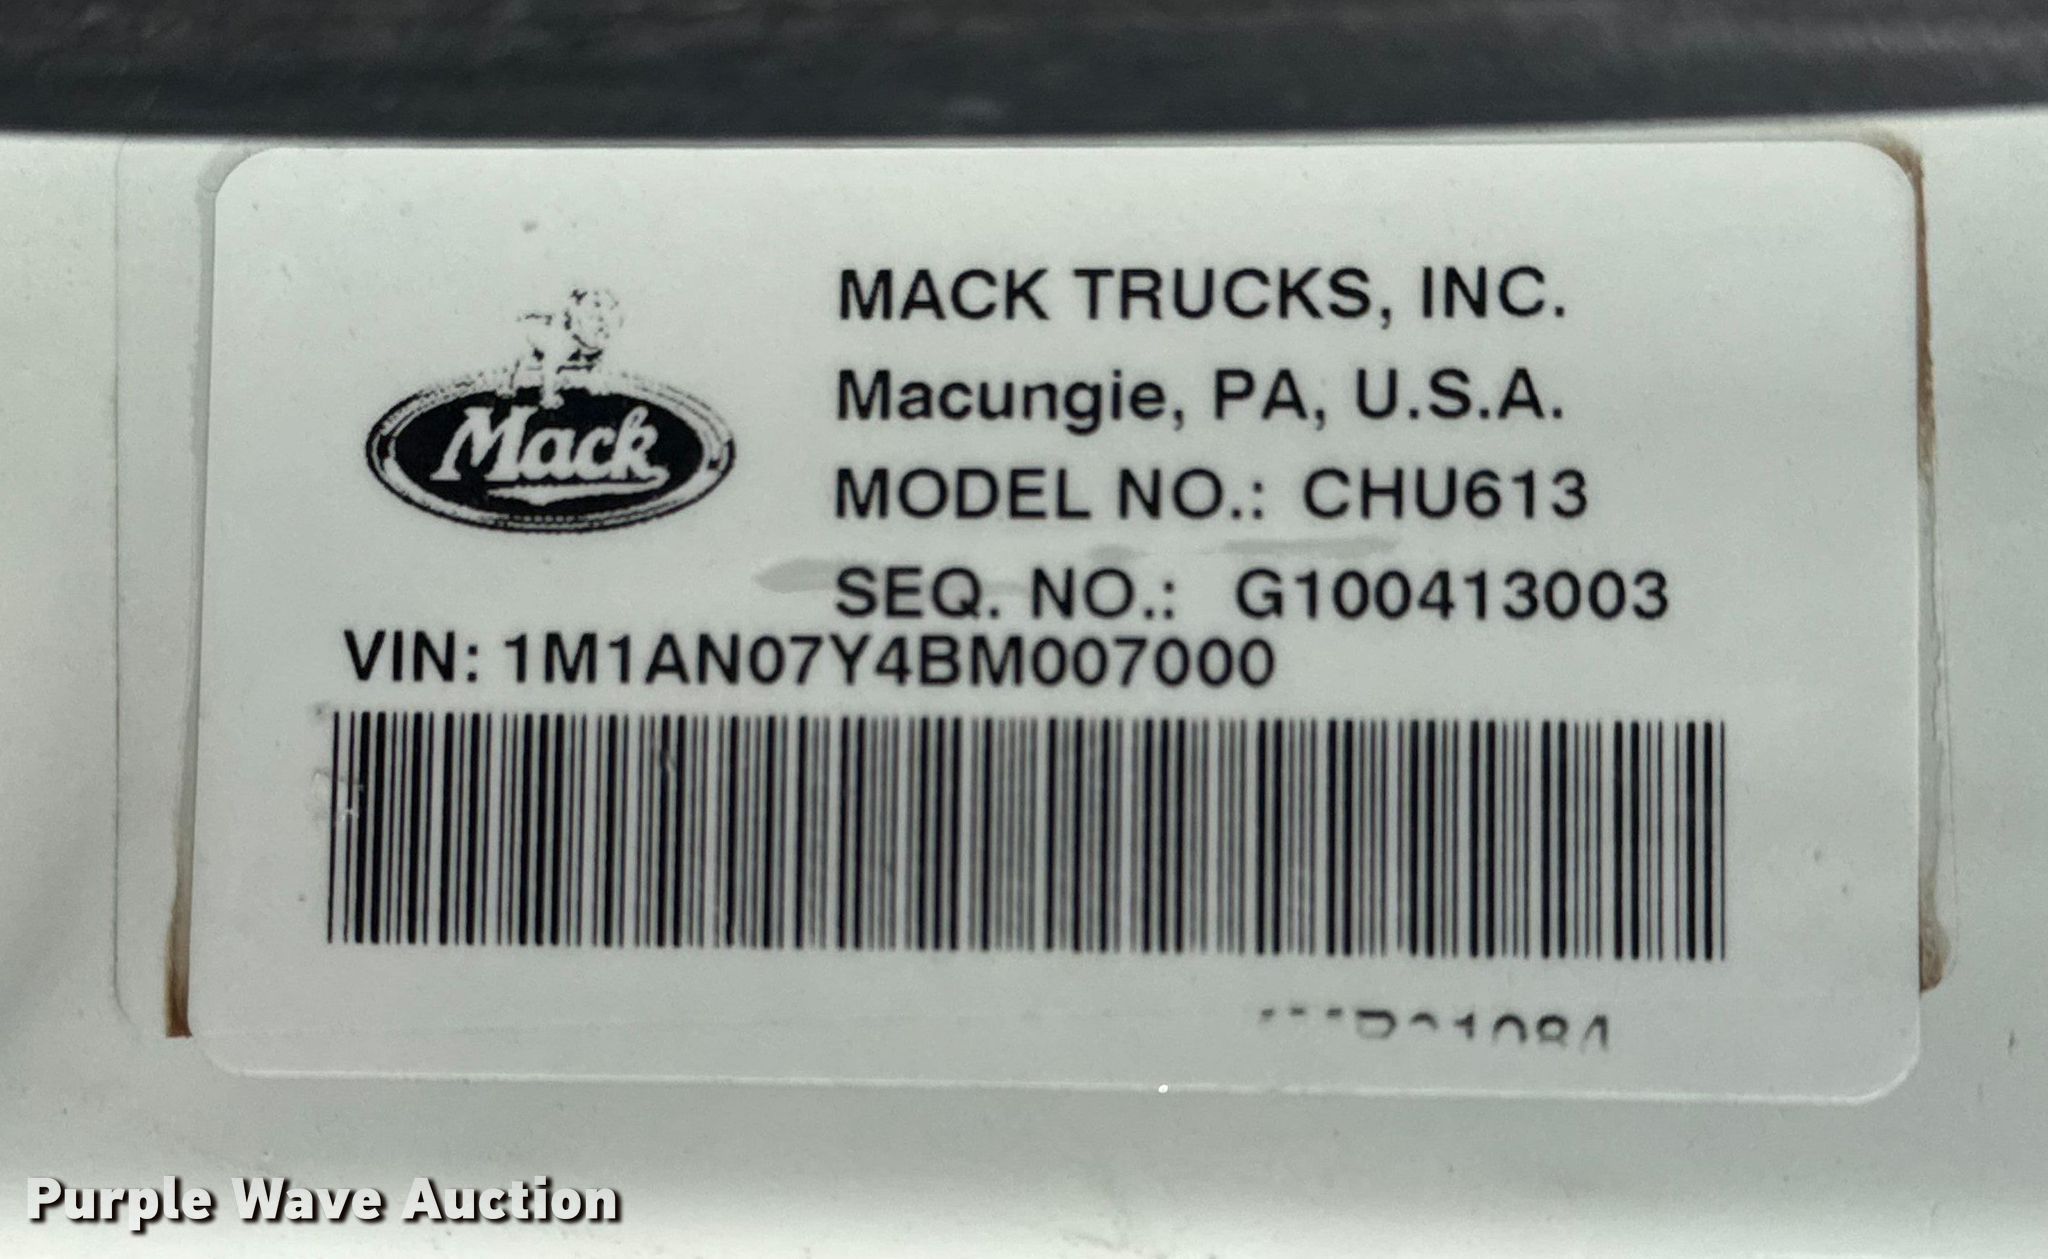 Mack
MACK TRUCKS, INC.
Macungie, PA, U.S.A.
MODEL NO.: CHU613
SEQ. NO.: G100413003
VIN: 1M1AN07Y4BM007000
Purple Wave Auction